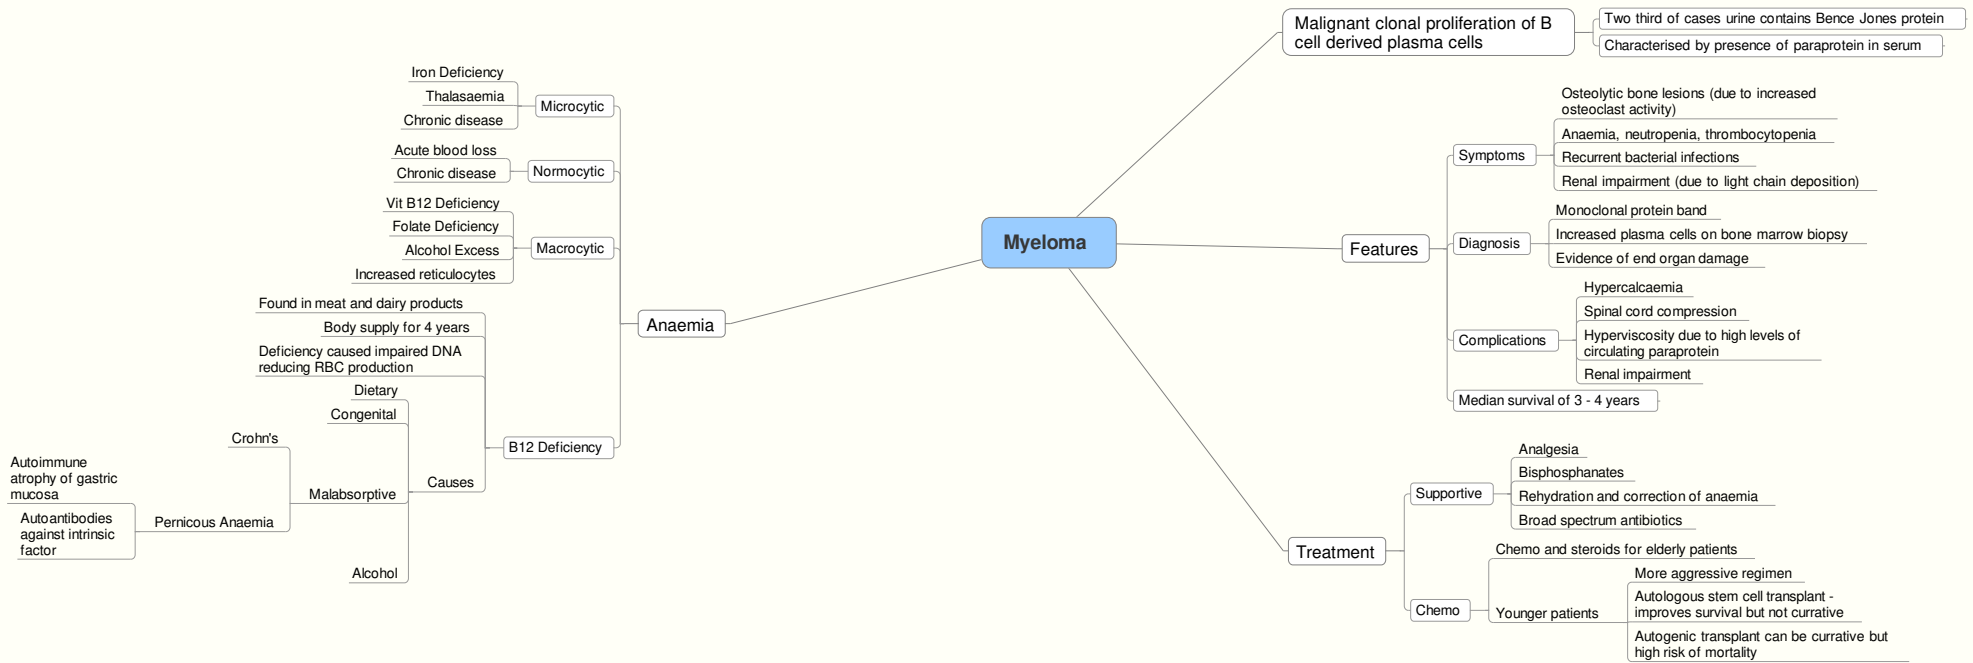 Myeloma
Malignant clonal proliferation of B
cell derived plasma cells
Two third of cases urine contains Bence Jones protein
Characterised by presence of paraprotein in serum
Features
Symptoms
Osteolytic bone lesions (due to increased
osteoclast activity)
Anaemia, neutropenia, thrombocytopenia
Recurrent bacterial infections
Renal impairment (due to light chain deposition)
Diagnosis
Monoclonal protein band
Increased plasma cells on bone marrow biopsy
Evidence of end organ damage
Complications
Hypercalcaemia
Spinal cord compression
Hyperviscosity due to high levels of
circulating paraprotein
Renal impairment
Median survival of 3 - 4 years
Treatment
Supportive
Analgesia
Bisphosphanates
Rehydration and correction of anaemia
Broad spectrum antibiotics
Chemo
Chemo and steroids for elderly patients
Younger patients
More aggressive regimen
Autologous stem cell transplant -
improves survival but not currative
Autogenic transplant can be currative but
high risk of mortality
Anaemia
Microcytic
Iron Deficiency
Thalasaemia
Chronic disease
Normocytic
Acute blood loss
Chronic disease
Macrocytic
Vit B12 Deficiency
Folate Deficiency
Alcohol Excess
Increased reticulocytes
B12 Deficiency
Found in meat and dairy products
Body supply for 4 years
Deficiency caused impaired DNA
reducing RBC production
Causes
Dietary
Congenital
Malabsorptive
Crohn's
Pernicous Anaemia
Autoimmune
atrophy of gastric
mucosa
Autoantibodies
against intrinsic
factor
Alcohol